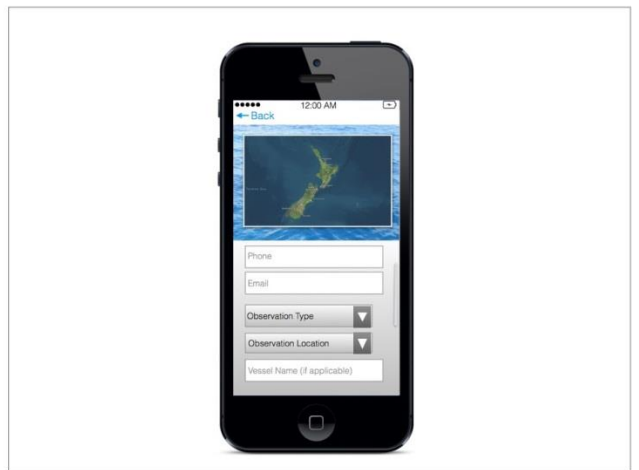 12:00 AM
Back
Phone
Email
Observation Type
Observation Location
Vessel Name (if applicable)